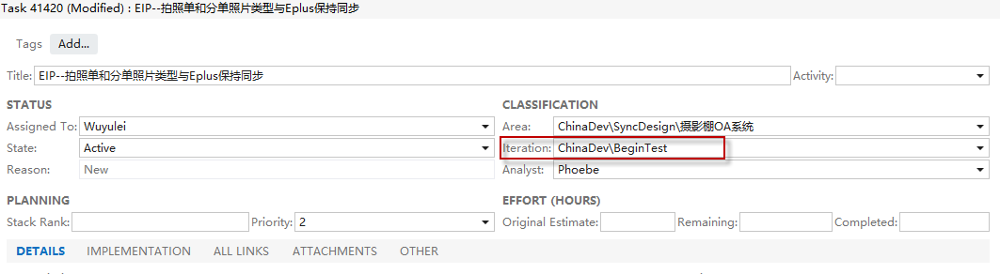 Task 41420 (Modified) : EIP--拍照单和分单照片类型与Eplus保持同步
Tags Add...
Title: EIP--拍照单和分单照片类型与Eplus保持同步 Activity:
STATUS CLASSIFICATION
Assigned To: Wuyulei Area: ChinaDev\SyncDesign\摄影棚OA系统
State: Active Iteration: ChinaDev\BeginTest
Reason: New Analyst: Phoebe
PLANNING EFFORT (HOURS)
Stack Rank: Priority: 2 Original Estimate: Remaining: Completed:
DETAILS IMPLEMENTATION ALL LINKS ATTACHMENTS OTHER